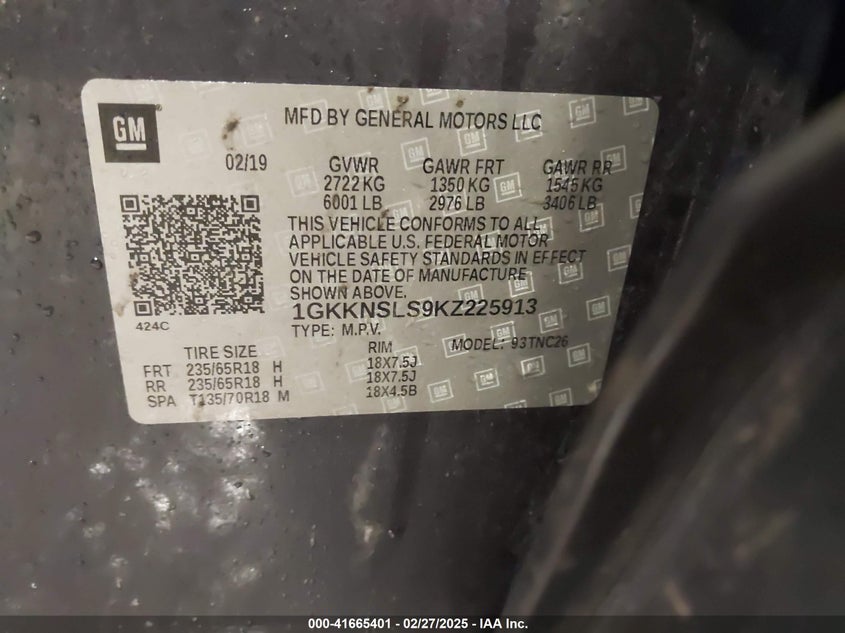 GM
MFD BY GENERAL MOTORS LLC
02/19 GVWR GAWR FRT GAWR RR
2722 KG 1350 KG 1545 KG
6001 LB 2976 LB 3406 LB
THIS VEHICLE CONFORMS TO ALL
APPLICABLE U.S. FEDERAL MOTOR
VEHICLE SAFETY STANDARDS IN EFFECT
ON THE DATE OF MANUFACTURE
SHOWN ABOVE.
1GKKNSLS9KZ225913
424C
TYPE: M.P.V. MODEL: 93TNC26
TIRE SIZE RIM
FRT 235/65R18 H 18X7.5J
RR 235/65R18 H 18X7.5J
SPA T135/70R18 M 18X4.5B
000-41665401 - 02/27/2025 - IAA Inc.